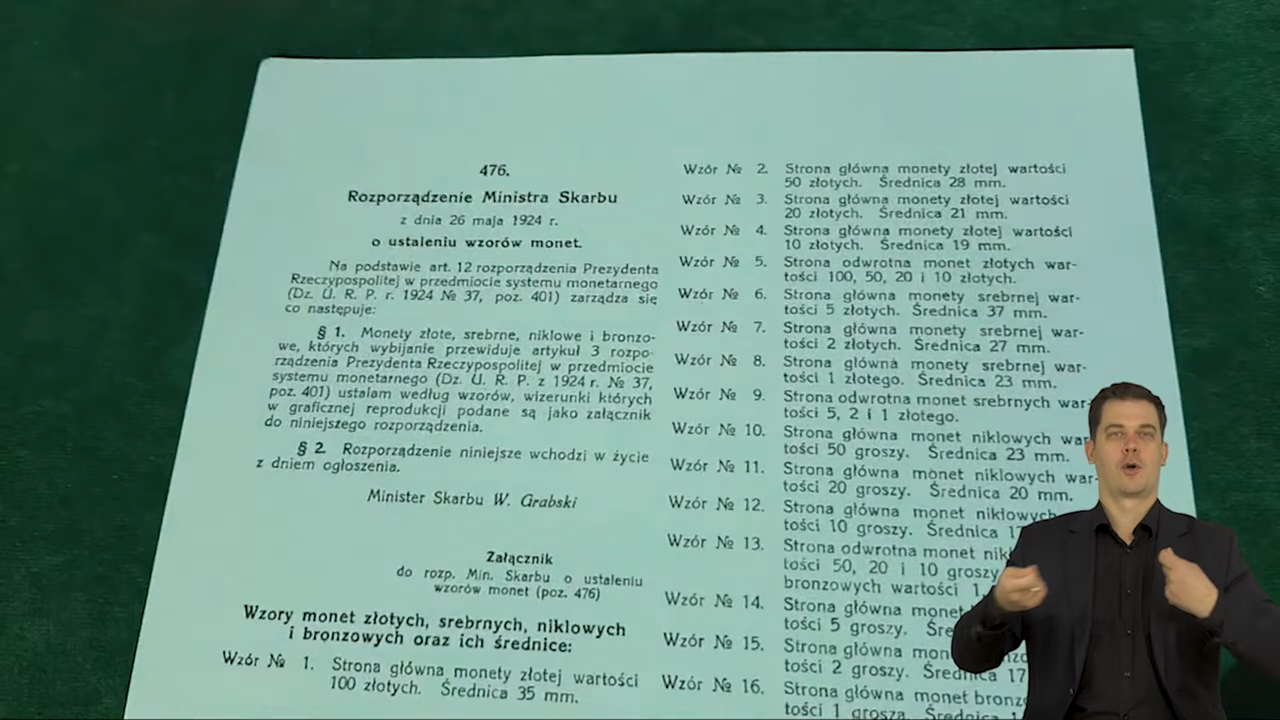 476.
Rozporządzenie Ministra Skarbu
z dnia 26 maja 1924 r.
o ustaleniu wzorów monet.
Na podstawie art. 12 rozporządzenia Prezydenta
Rzeczypospolitej w przedmiocie systemu monetarnego
(Dz. U. R. P. r. 1924 № 37, poz. 401) zarządza się
co następuje:
§ 1. Monety złote, srebrne, niklowe i bronzo-
we, których wybijanie przewiduje artykuł 3 rozpo-
rządzenia Prezydenta Rzeczypospolitej w przedmiocie
systemu monetarnego (Dz. U. R. P. z 1924 r. № 37,
poz. 401) ustalam według wzorów, wizerunki których
w graficznej reprodukcji podane są jako załącznik
do niniejszego rozporządzenia.
§ 2. Rozporządzenie niniejsze wchodzi w życie
z dniem ogłoszenia.
Minister Skarbu W. Grabski
Załącznik
do rozp. Min. Skarbu o ustaleniu
wzorów monet (poz. 476)
Wzory monet złotych, srebrnych, niklowych
i bronzowych oraz ich średnice:
Wzór № 1. Strona główna monety złotej wartości
100 złotych. Średnica 35 mm.
Wzór № 2. Strona główna monety złotej wartości
50 złotych. Średnica 28 mm.
Wzór № 3. Strona główna monety złotej wartości
20 złotych. Średnica 21 mm.
Wzór № 4. Strona główna monety złotej wartości
10 złotych. Średnica 19 mm.
Wzór № 5. Strona odwrotna monet złotych war-
tości 100, 50, 20 i 10 złotych.
Wzór № 6. Strona główna monety srebrnej war-
tości 5 złotych. Średnica 37 mm.
Wzór № 7. Strona główna monety srebrnej war-
tości 2 złotych. Średnica 27 mm.
Wzór № 8. Strona główna monety srebrnej war-
tości 1 złotego. Średnica 23 mm.
Wzór № 9. Strona odwrotna monet srebrnych war-
tości 5, 2 i 1 złotego.
Wzór № 10. Strona główna monet niklowych
tości 50 groszy. Średnica 23 mm.
Wzór № 11. Strona główna monet niklowych war-
tości 20 groszy. Średnica 20 mm.
Wzór № 12. Strona główna monet niklowych
tości 10 groszy. Średnica
Wzór № 13. Strona odwrotna monet
tości 50, 20 i 10 groszy
bronzowych wartości
Wzór № 14. Strona główna
tości 5 groszy.
Wzór № 15. Strona główna
tości 2 groszy. Średnica 17
Wzór № 16. Strona główna monet
tości 1 grosza.